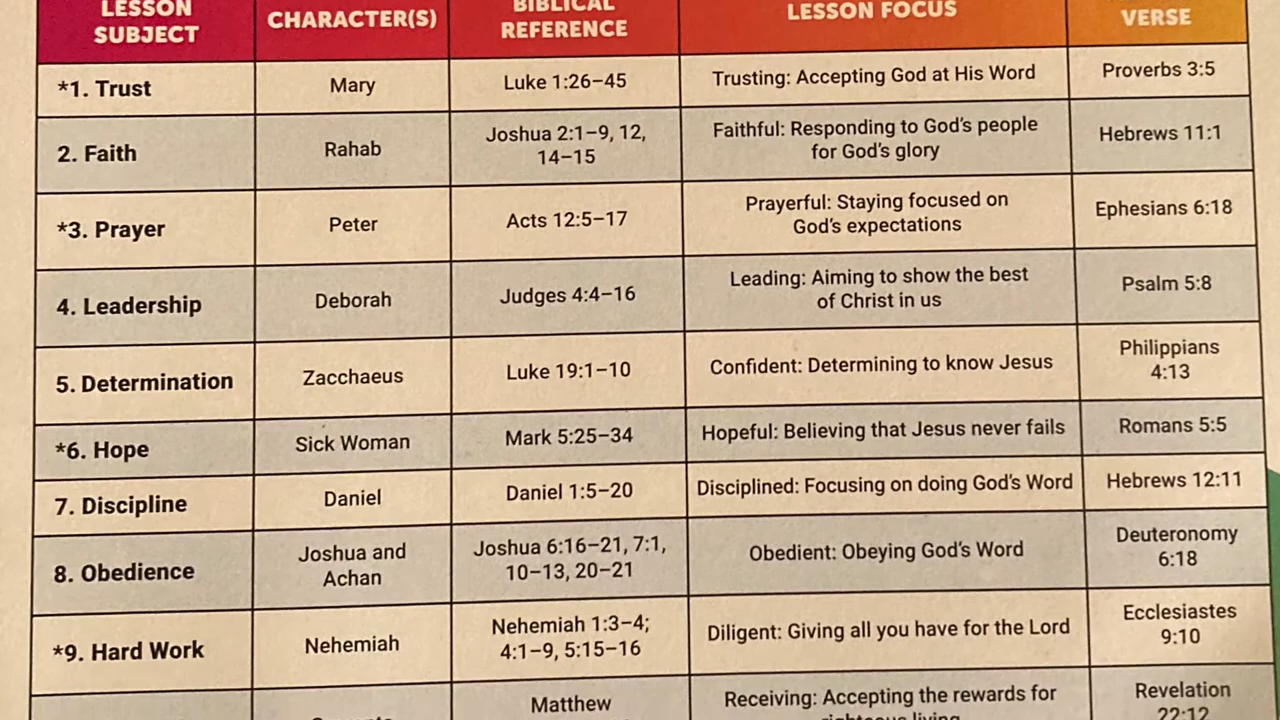 LESSON
SUBJECT
CHARACTER(S)
BIBLICAL
REFERENCE
LESSON FOCUS
VERSE
*1. Trust
Mary
Luke 1:26–45
Trusting: Accepting God at His Word
Proverbs 3:5
2. Faith
Rahab
Joshua 2:1–9, 12,
14–15
Faithful: Responding to God's people
for God's glory
Hebrews 11:1
*3. Prayer
Peter
Acts 12:5–17
Prayerful: Staying focused on
God's expectations
Ephesians 6:18
4. Leadership
Deborah
Judges 4:4–16
Leading: Aiming to show the best
of Christ in us
Psalm 5:8
5. Determination
Zacchaeus
Luke 19:1–10
Confident: Determining to know Jesus
Philippians
4:13
*6. Hope
Sick Woman
Mark 5:25–34
Hopeful: Believing that Jesus never fails
Romans 5:5
7. Discipline
Daniel
Daniel 1:5–20
Disciplined: Focusing on doing God's Word
Hebrews 12:11
8. Obedience
Joshua and
Achan
Joshua 6:16–21, 7:1,
10–13, 20–21
Obedient: Obeying God's Word
Deuteronomy
6:18
*9. Hard Work
Nehemiah
Nehemiah 1:3–4;
4:1–9, 5:15–16
Diligent: Giving all you have for the Lord
Ecclesiastes
9:10
Matthew
Receiving: Accepting the rewards for
righteous living
Revelation
22:12